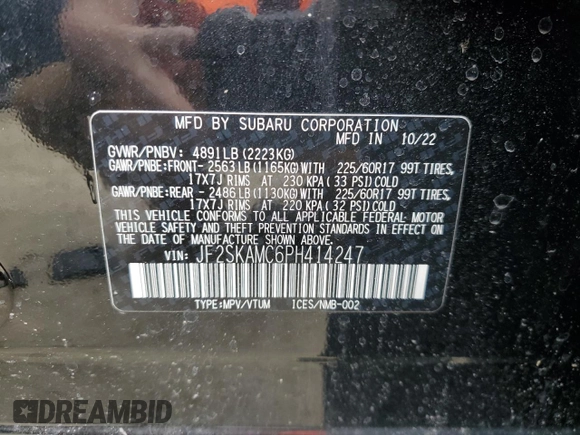 MFD BY SUBARU CORPORATION
MFD IN 10/22
GVWR/PNBV: 4891LB(2223KG)
GAWR/PNBE:FRONT- 2563LB(1165KG)WITH 225/60R17 99T TIRES,
17X7J RIMS AT 230 KPA (33 PSI)COLD
GAWR/PNBE:REAR - 2486LB(1130KG)WITH 225/60R17 99T TIRES,
17X7J RIMS AT 220 KPA (32 PSI)COLD
THIS VEHICLE CONFORMS TO ALL APPLICABLE FEDERAL MOTOR
VEHICLE SAFETY AND THEFT PREVENTION STANDARDS IN EFFECT
ON THE DATE OF MANUFACTURE SHOWN ABOVE.
VIN: JF2SKAMC6PH414247
TYPE:MPV/VTUM ICES/NMB-002
DREAMBID